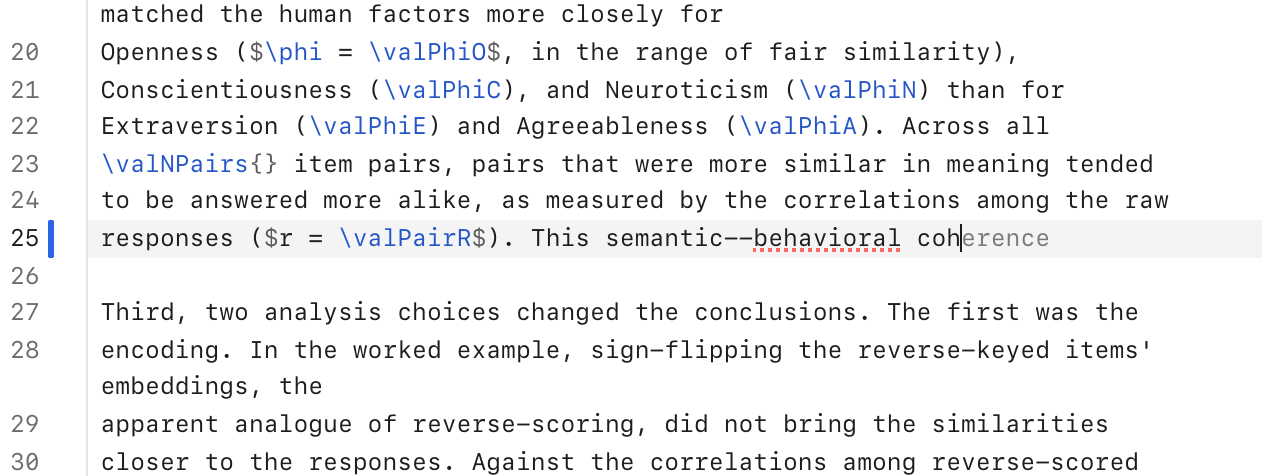 matched the human factors more closely for
20 Openness ($\phi = \valPhiO$, in the range of fair similarity),
21 Conscientiousness (\valPhiC), and Neuroticism (\valPhiN) than for
22 Extraversion (\valPhiE) and Agreeableness (\valPhiA). Across all
23 \valNPairs{} item pairs, pairs that were more similar in meaning tended
24 to be answered more alike, as measured by the correlations among the raw
25 responses ($r = \valPairR$). This semantic--behavioral coherence
26
27 Third, two analysis choices changed the conclusions. The first was the
28 encoding. In the worked example, sign-flipping the reverse-keyed items'
embeddings, the
29 apparent analogue of reverse-scoring, did not bring the similarities
30 closer to the responses. Against the correlations among reverse-scored